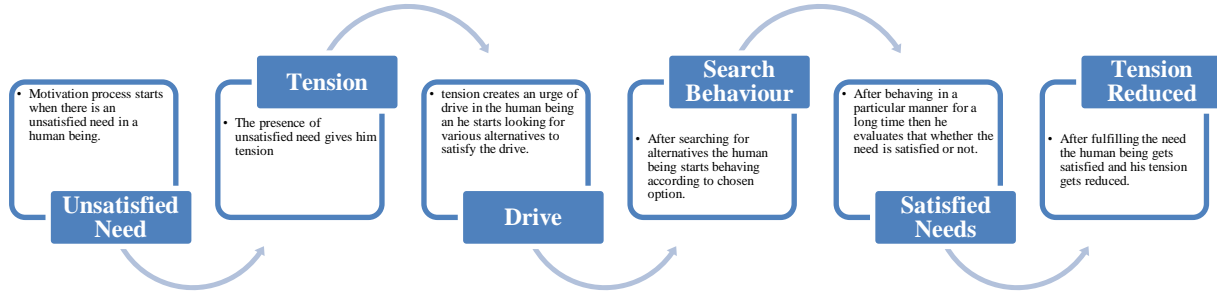 • Motivation process starts
when there is an
unsatisfied need in a
human being.
Unsatisfied
Need
Tension
• The presence of
unsatisfied need gives him
tension
• tension creates an urge of
drive in the human being
an he starts looking for
various alternatives to
satisfy the drive.
Drive
Search
Behaviour
• After searching for
alternatives the human
being starts behaving
according to chosen
option.
• After behaving in a
particular manner for a
long time then he
evaluates that whether the
need is satisfied or not.
Satisfied
Needs
Tension
Reduced
• After fulfilling the need
the human being gets
satisfied and his tension
gets reduced.